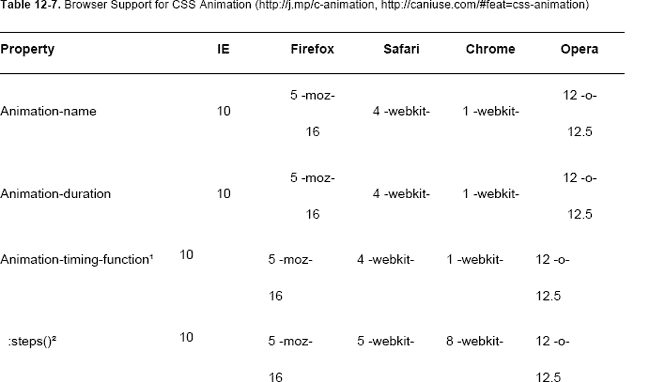 Table 12-7. Browser Support for CSS Animation (http://j.mp/c-animation, http://caniuse.com/#feat=css-animation)
Property IE Firefox Safari Chrome Opera
5 -moz- 12 -o-
Animation-name 10 4 -webkit- 1 -webkit-
16 12.5
5 -moz- 12 -o-
Animation-duration 10 4 -webkit- 1 -webkit-
16 12.5
Animation-timing-function¹ 10 5 -moz- 4 -webkit- 1 -webkit- 12 -o-
16 12.5
:steps()² 10 5 -moz- 5 -webkit- 8 -webkit- 12 -o-
16 12.5